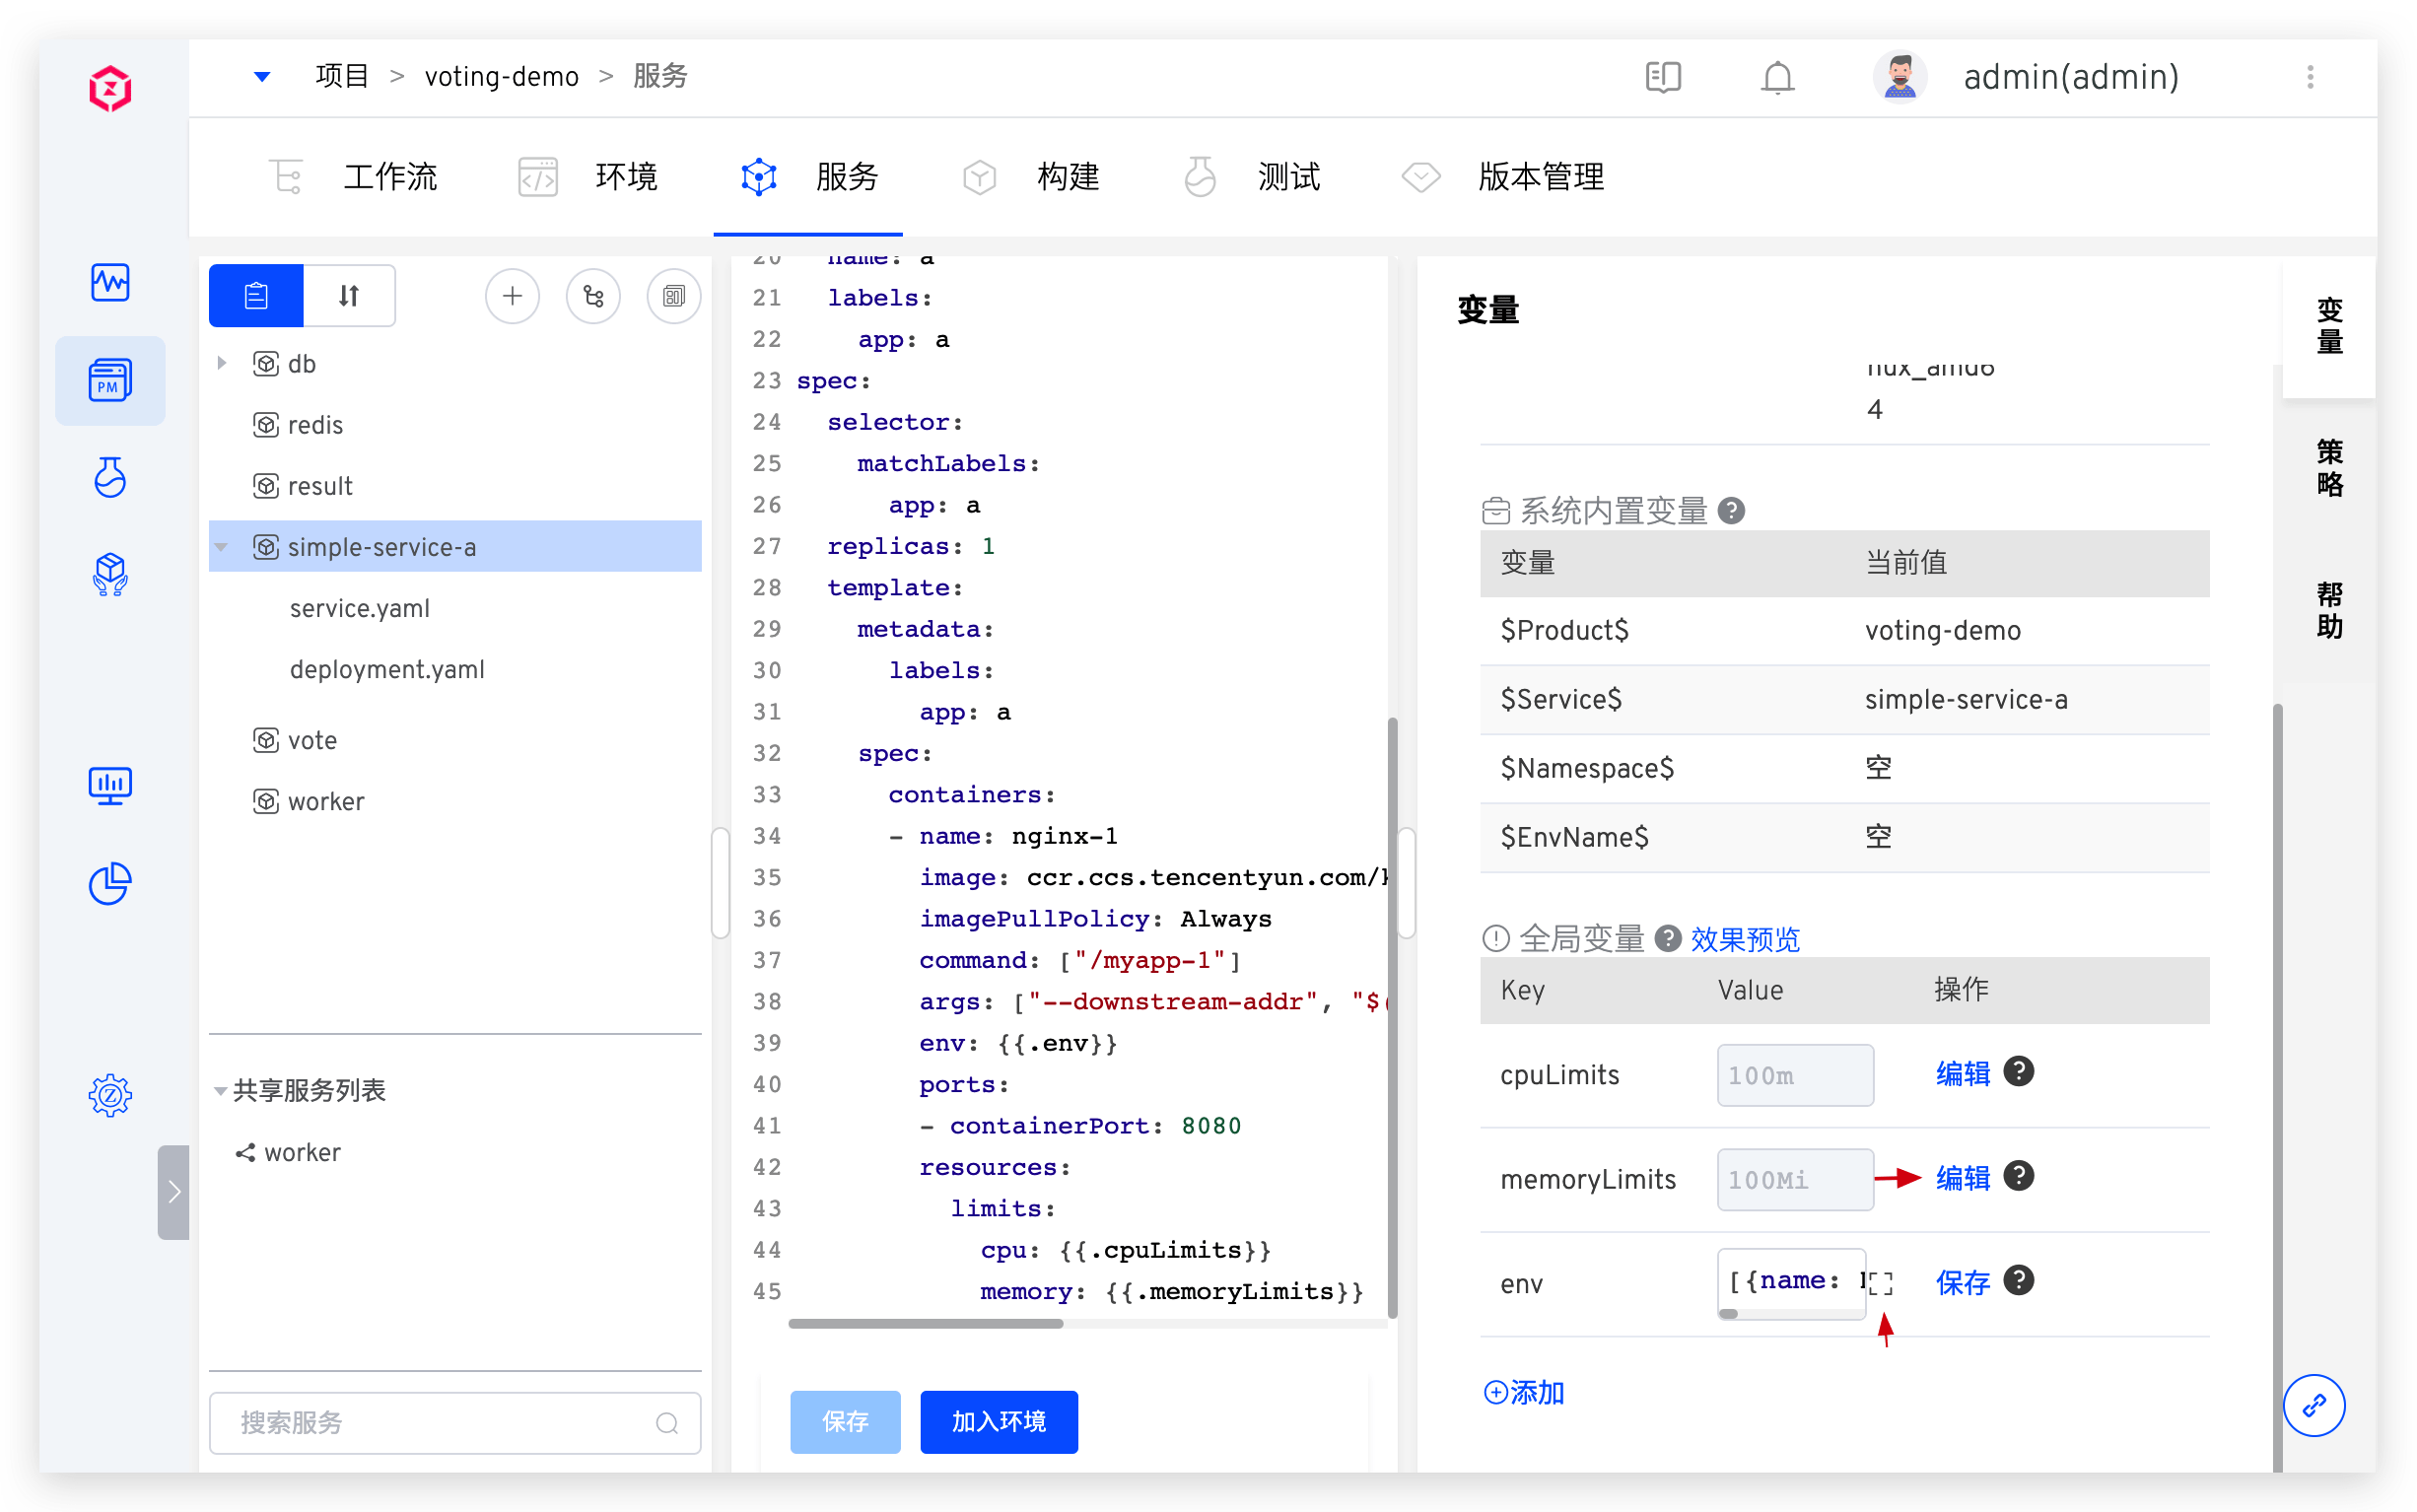 项目 > voting-demo > 服务
admin(admin)
工作流
环境
服务
构建
测试
版本管理
PM
db
redis
result
simple-service-a
service.yaml
deployment.yaml
vote
worker
共享服务列表
worker
搜索服务
20 name: a
21 labels:
22 app: a
23 spec:
24 selector:
25 matchLabels:
26 app: a
27 replicas: 1
28 template:
29 metadata:
30 labels:
31 app: a
32 spec:
33 containers:
34 - name: nginx-1
35 image: ccr.ccs.tencentyun.com/
36 imagePullPolicy: Always
37 command: ["/myapp-1"]
38 args: ["--downstream-addr", "$(
39 env: {{.env}}
40 ports:
41 - containerPort: 8080
42 resources:
43 limits:
44 cpu: {{.cpuLimits}}
45 memory: {{.memoryLimits}}
保存
加入环境
变量
nux_amd6
4
系统内置变量 ?
变量 当前值
$Product$ voting-demo
$Service$ simple-service-a
$Namespace$ 空
$EnvName$ 空
全局变量 ? 效果预览
Key Value 操作
cpuLimits 100m 编辑 ?
memoryLimits 100Mi 编辑 ?
env [{name: 保存 ?
添加
变量
策略
帮助